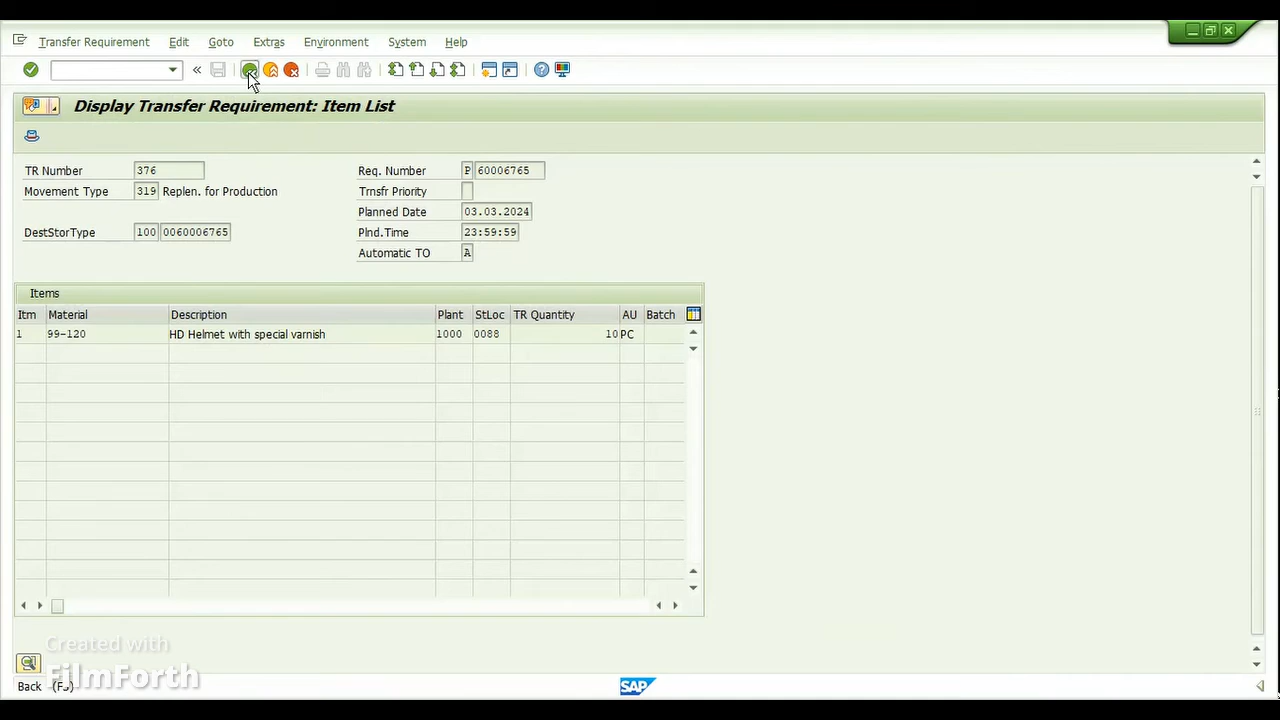 Transfer Requirement Edit Goto Extras Environment System Help
«
Display Transfer Requirement: Item List
TR Number 376 Req. Number P 60006765
Movement Type 319 Replen. for Production Trnsfr Priority
Planned Date 03.03.2024
DestStorType 100 0060006765 Plnd.Time 23:59:59
Automatic TO A
Items
Itm Material Description Plant StLoc TR Quantity AU Batch
1 99-120 HD Helmet with special varnish 1000 0088 10 PC
Created with
FilmForth
Back (F3)
SAP